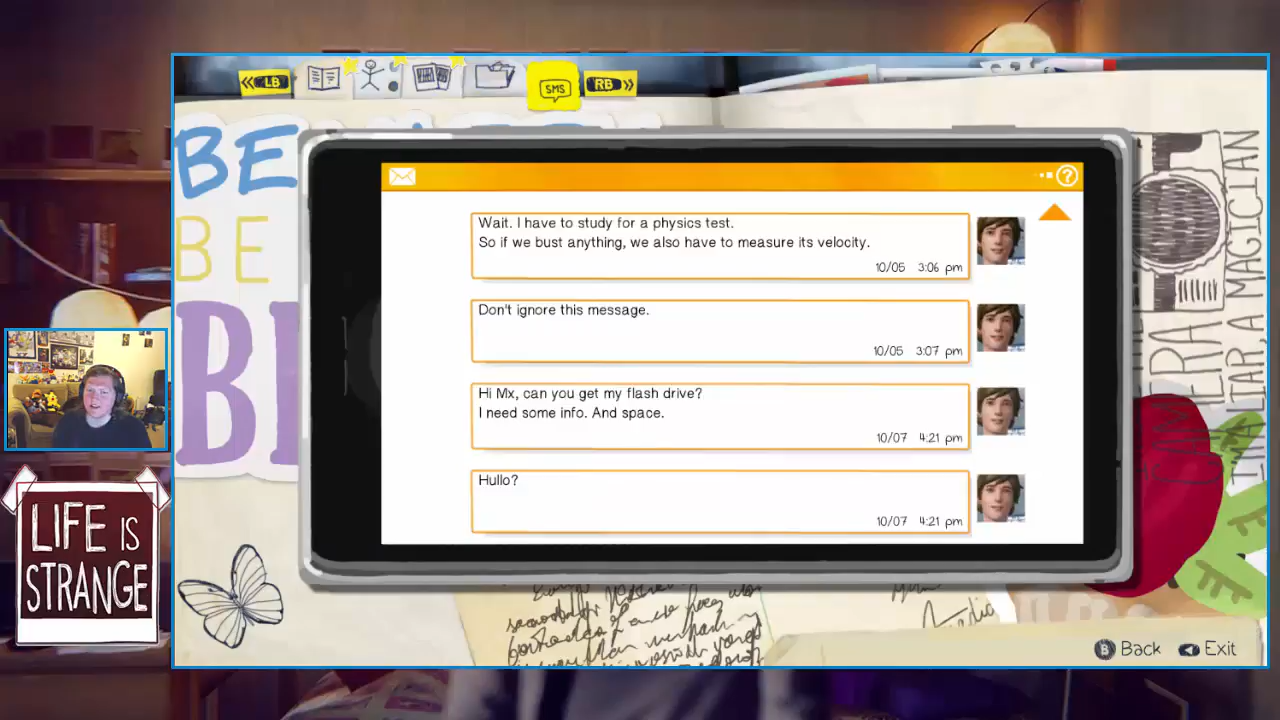 LB
SMS
RB
Wait. I have to study for a physics test.
So if we bust anything, we also have to measure its velocity.
10/05 3:06 pm
Don't ignore this message.
10/05 3:07 pm
Hi Mx, can you get my flash drive?
I need some info. And space.
10/07 4:21 pm
Hullo?
10/07 4:21 pm
BE
BE
LIFE IS
STRANGE
CAMERA
I'M A LIAR, A MAGICIAN
B Back
Exit